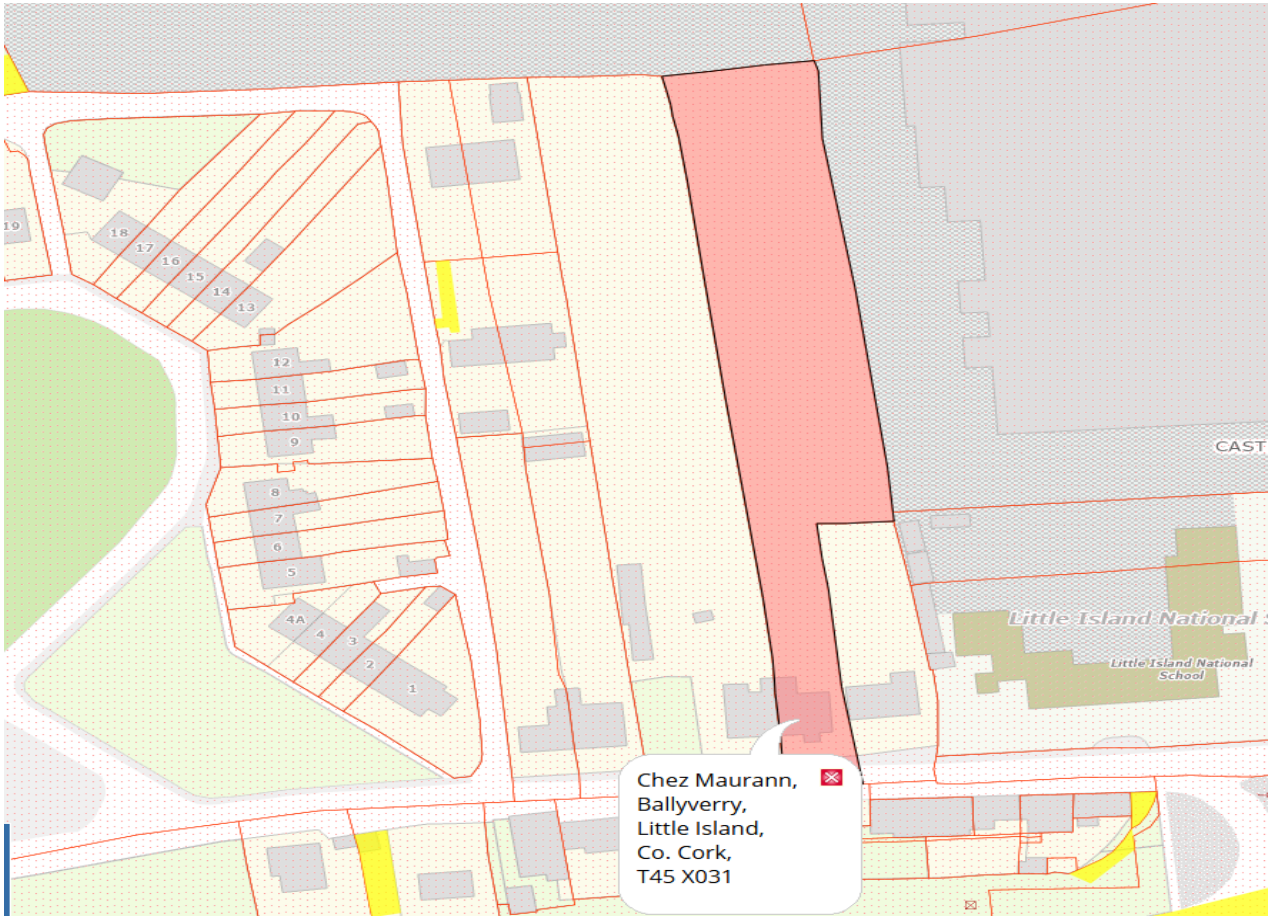 19
18
17
16
15
14
13
12
11
10
9
8
7
6
5
4A
4
3
2
1
CAST
Little Island National S
Little Island National
School
Chez Maurann,
Ballyverry,
Little Island,
Co. Cork,
T45 X031